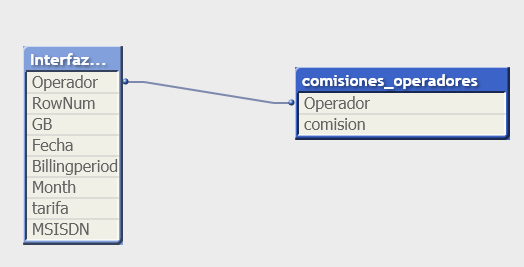 Interfaz...
Operador
RowNum
GB
Fecha
Billingperiod
Month
tarifa
MSISDN
comisiones_operadores
Operador
comision